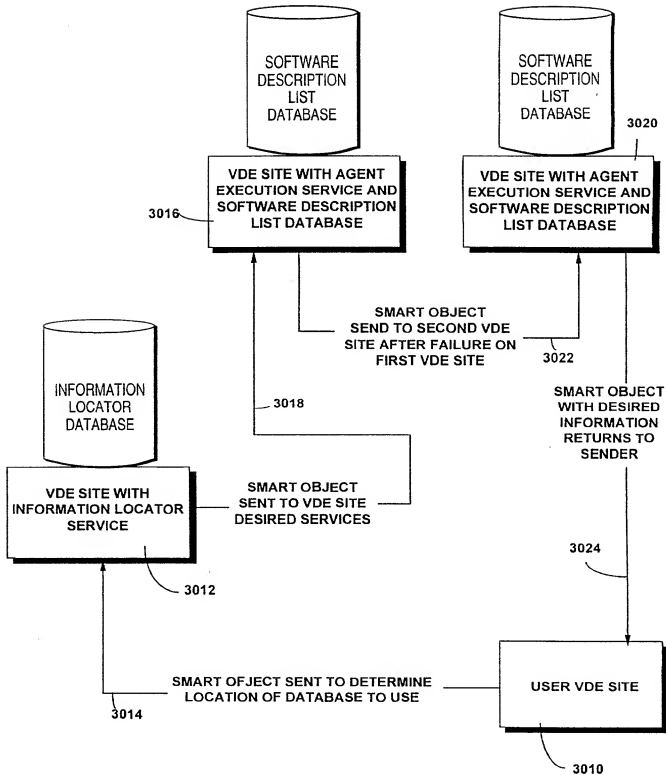 SOFTWARE
DESCRIPTION
LIST
DATABASE
SOFTWARE
DESCRIPTION
LIST
DATABASE
3020
VDE SITE WITH AGENT
EXECUTION SERVICE AND
SOFTWARE DESCRIPTION
LIST DATABASE
3016
VDE SITE WITH AGENT
EXECUTION SERVICE AND
SOFTWARE DESCRIPTION
LIST DATABASE
SMART OBJECT
SEND TO SECOND VDE
SITE AFTER FAILURE ON
FIRST VDE SITE
3022
INFORMATION
LOCATOR
DATABASE
3018
SMART OBJECT
WITH DESIRED
INFORMATION
RETURNS TO
SENDER
VDE SITE WITH
INFORMATION LOCATOR
SERVICE
SMART OBJECT
SENT TO VDE SITE
DESIRED SERVICES
3024
3012
SMART OFJECT SENT TO DETERMINE
LOCATION OF DATABASE TO USE
3014
USER VDE SITE
3010